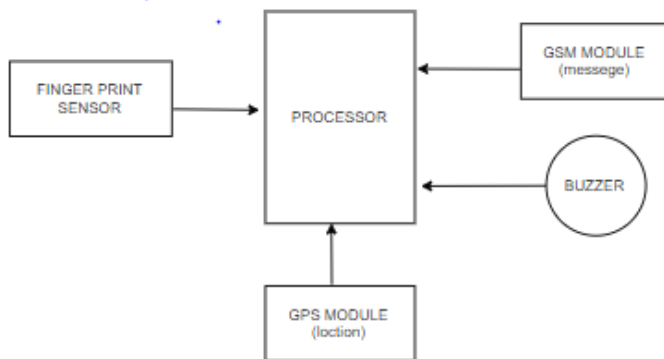 FINGER PRINT
SENSOR
PROCESSOR
GSM MODULE
(messege)
BUZZER
GPS MODULE
(loction)